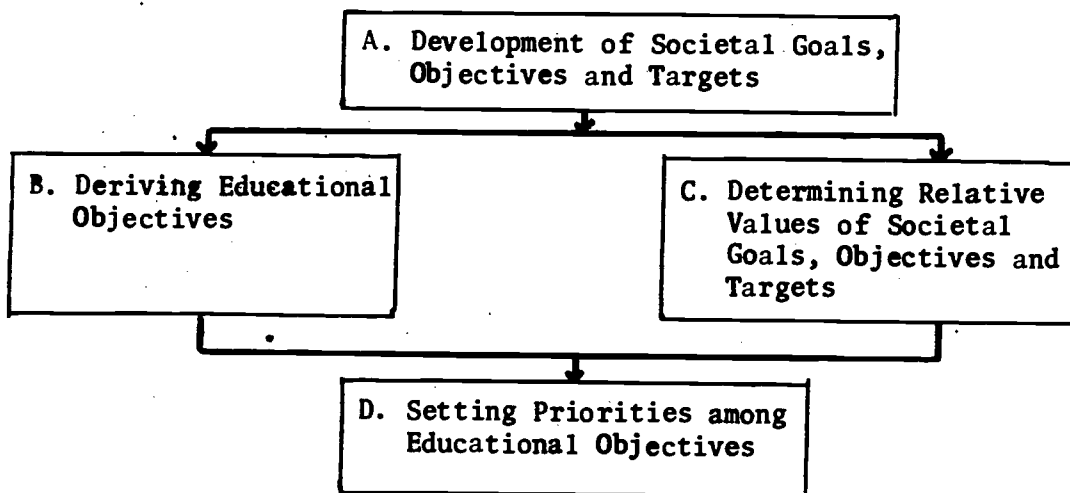 A. Development of Societal Goals,
Objectives and Targets
B. Deriving Educational
Objectives
C. Determining Relative
Values of Societal
Goals, Objectives and
Targets
D. Setting Priorities among
Educational Objectives